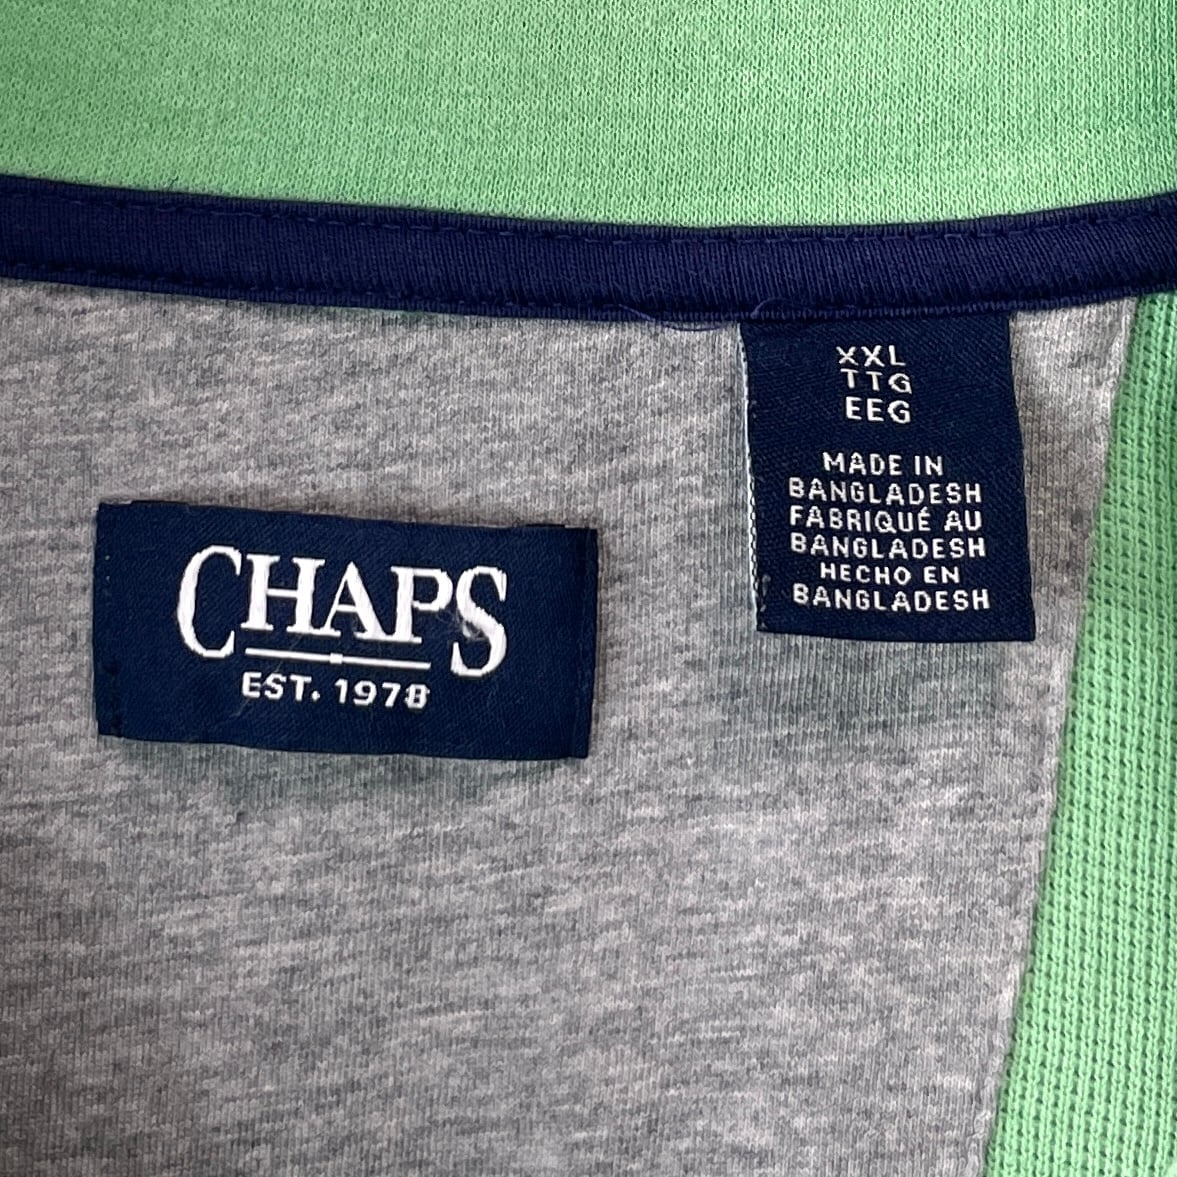 CHAPS
EST. 1978
XXL
TTG
EEG
MADE IN
BANGLADESH
FABRIQUÉ AU
BANGLADESH
HECHO EN
BANGLADESH